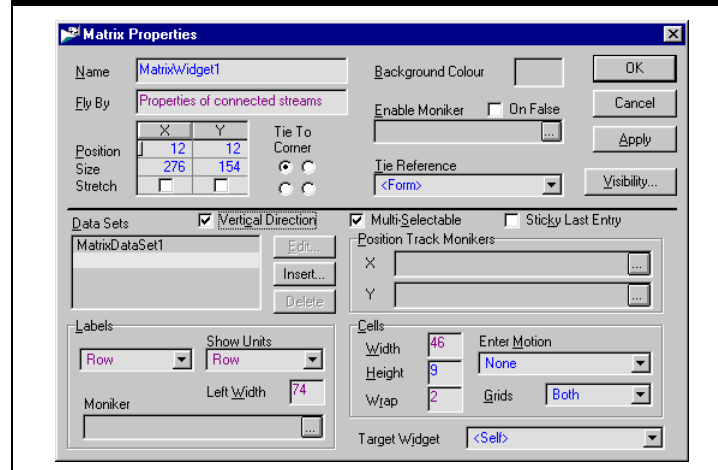 Matrix Properties
Name MatrixWidget1
Fly By Properties of connected streams
X Y
Position 12 12
Size 276 154
Stretch
Tie To
Corner
Background Colour
Enable Moniker On False
...
Tie Reference
<Form>
OK
Cancel
Apply
Visibility...
Data Sets Vertical Direction Multi-Selectable Sticky Last Entry
MatrixDataSet1
Edit...
Insert...
Delete
Position Track Monikers
X ...
Y ...
Labels
Row
Show Units
Row
Left Width 74
Moniker
...
Cells
Width 46
Height 9
Wrap 2
Enter Motion
None
Grids Both
Target Widget <Self>